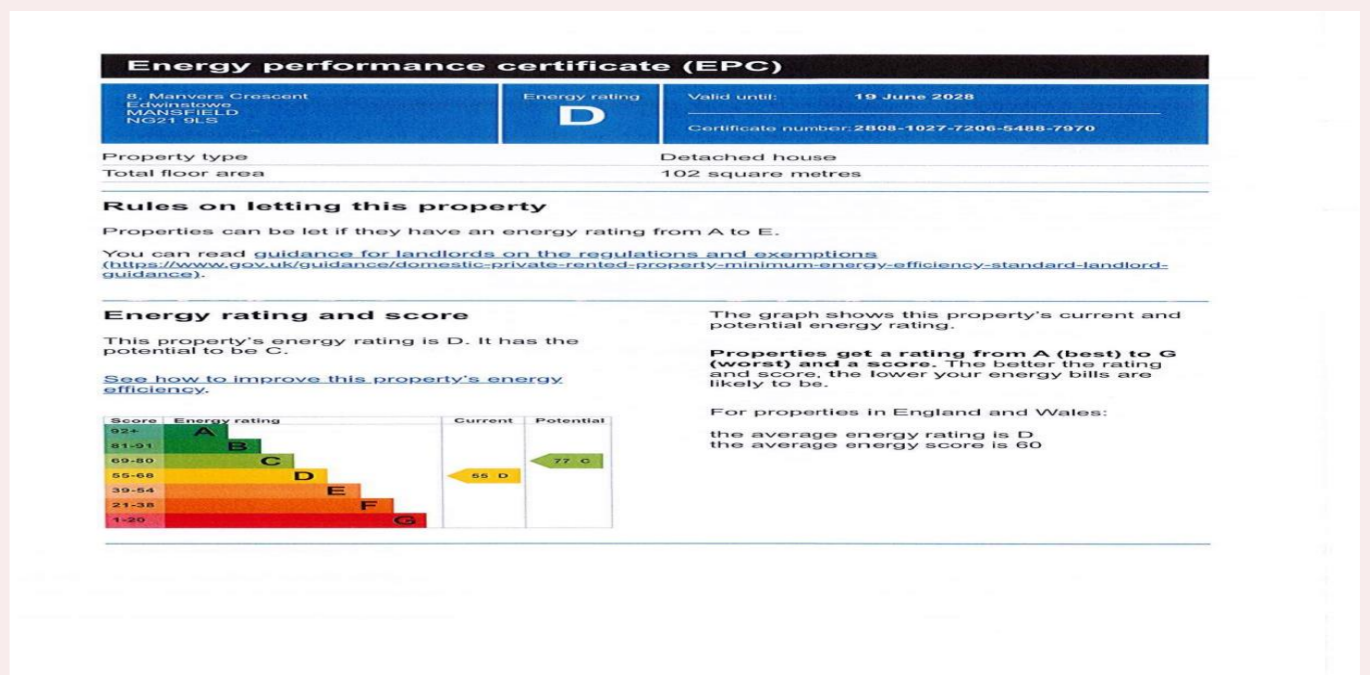 Energy performance certificate (EPC)
8, Manvers Crescent
Edwinstowe
MANSFIELD
NG21 9LS
Energy rating
D
Valid until: 19 June 2028
Certificate number: 2808-1027-7206-5488-7970
Property type Detached house
Total floor area 102 square metres
Rules on letting this property
Properties can be let if they have an energy rating from A to E.
You can read guidance for landlords on the regulations and exemptions
(https://www.gov.uk/guidance/domestic-private-rented-property-minimum-energy-efficiency-standard-landlord-
guidance).
Energy rating and score
This property's energy rating is D. It has the
potential to be C.
See how to improve this property's energy
efficiency.
Score Energy rating Current Potential
92+ A
81-91 B
69-80 C 77 C
55-68 D 55 D
39-54 E
21-38 F
1-20 G
The graph shows this property's current and
potential energy rating.
Properties get a rating from A (best) to G
(worst) and a score. The better the rating
and score, the lower your energy bills are
likely to be.
For properties in England and Wales:
the average energy rating is D
the average energy score is 60